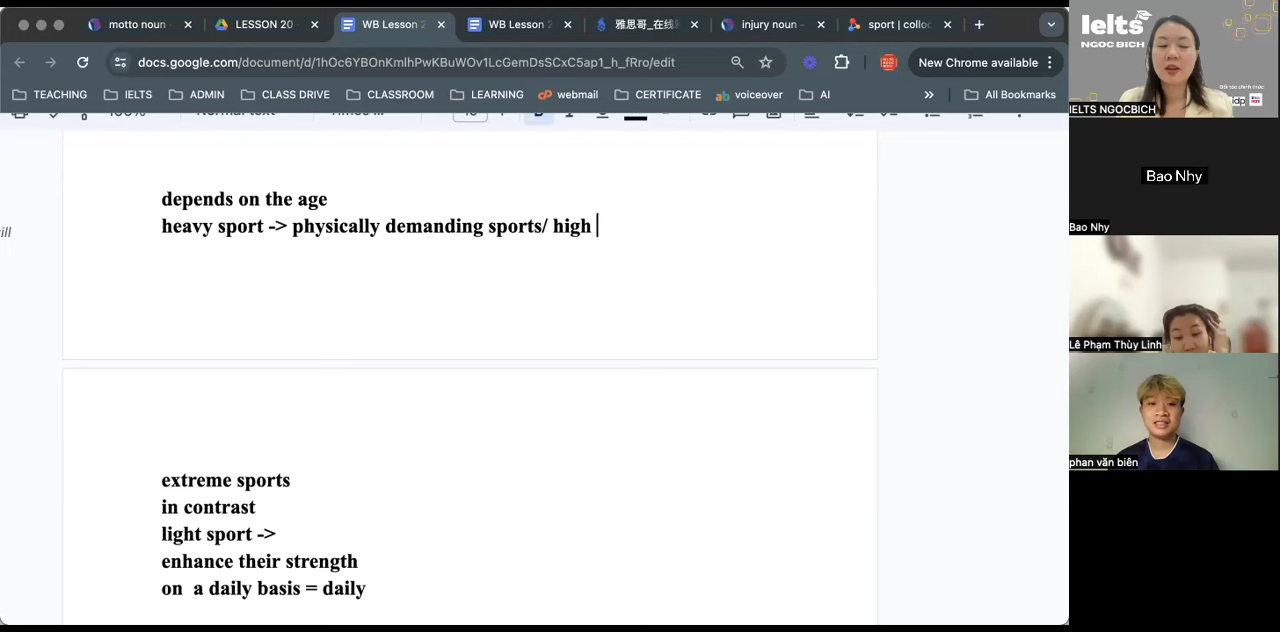 motto noun -
LESSON 20
WB Lesson 2
WB Lesson 2
雅思哥_在线
injury noun -
sport | colloc
docs.google.com/document/d/1hOc6YBOnKmlhPwKBuWOv1LcGemDsSCxC5ap1_h_fRro/edit
New Chrome available
TEACHING
IELTS
ADMIN
CLASS DRIVE
CLASSROOM
LEARNING
webmail
CERTIFICATE
voiceover
AI
All Bookmarks
ill
depends on the age
heavy sport -> physically demanding sports/ high
extreme sports
in contrast
light sport ->
enhance their strength
on a daily basis = daily
Ielts
NGOC BICH
IELTS NGOCBICH
Bao Nhy
Bao Nhy
Lê Phạm Thùy Linh
phan văn biên